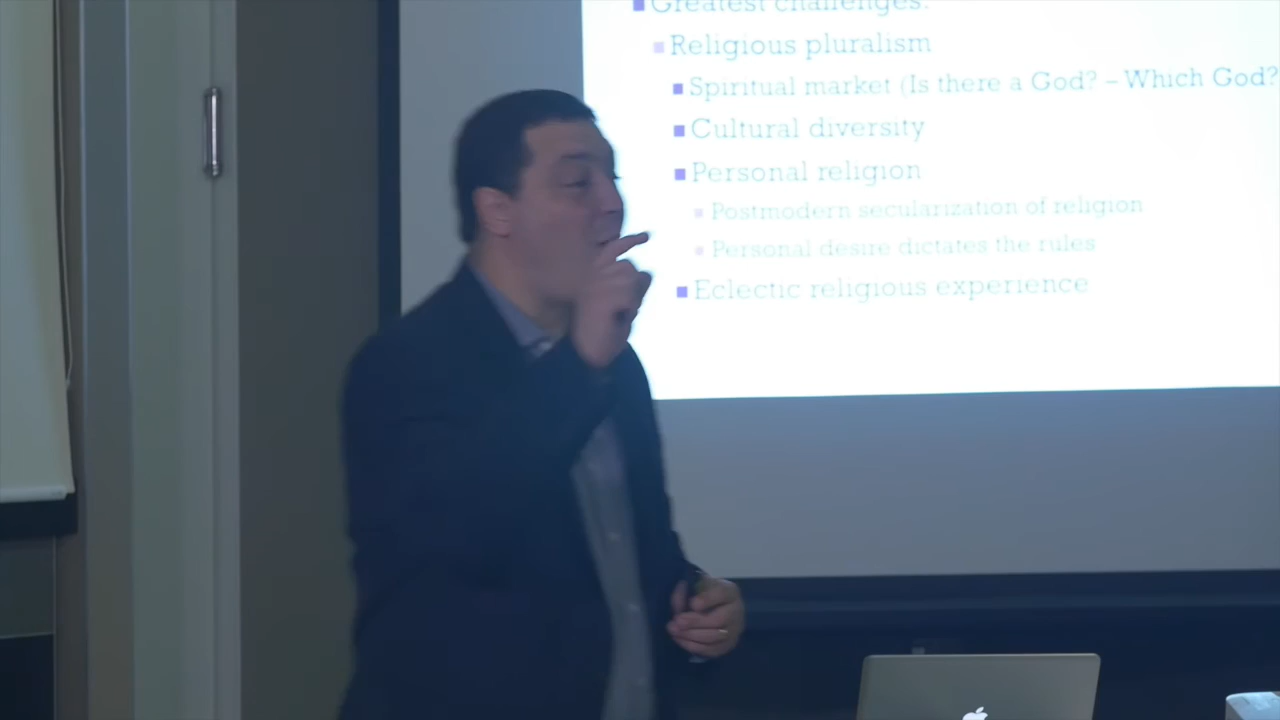 Greatest challenges:
Religious pluralism
Spiritual market (Is there a God? – Which God?
Cultural diversity
Personal religion
Postmodern secularization of religion
Personal desire dictates the rules
Eclectic religious experience